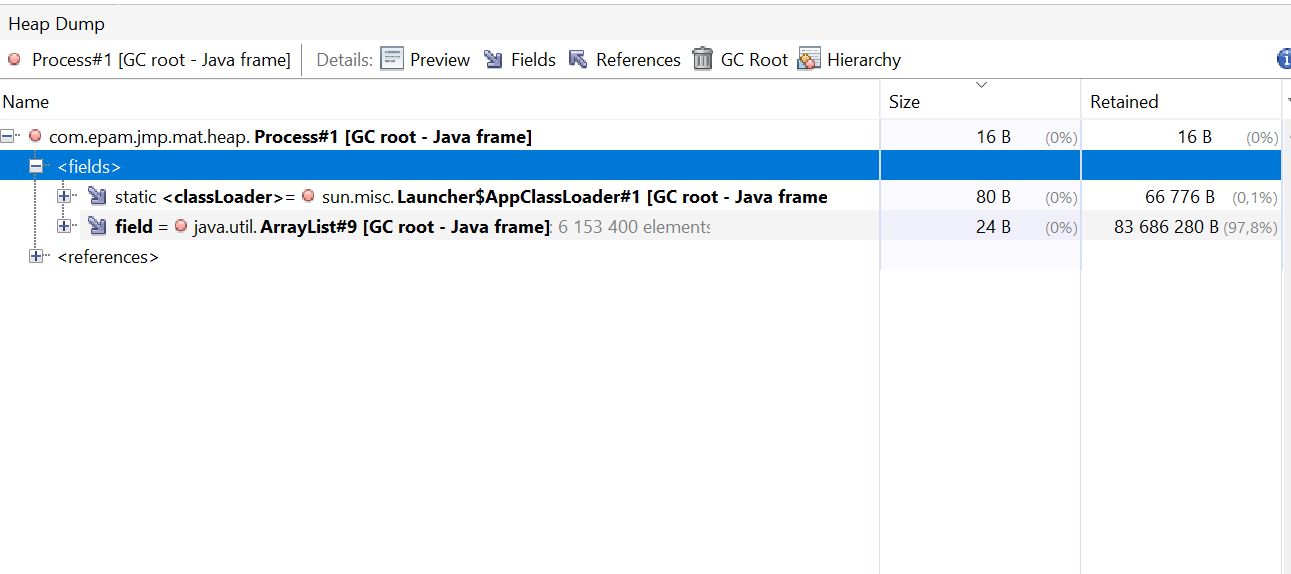 Heap Dump
Process#1 [GC root - Java frame] Details: Preview Fields References GC Root Hierarchy
Name Size Retained
com.epam.jmp.mat.heap. Process#1 [GC root - Java frame] 16 B (0%) 16 B (0%)
<fields>
static <classLoader>= sun.misc. Launcher$AppClassLoader#1 [GC root - Java frame 80 B (0%) 66 776 B (0,1%)
field = java.util. ArrayList#9 [GC root - Java frame]: 6 153 400 elements 24 B (0%) 83 686 280 B (97,8%)
<references>